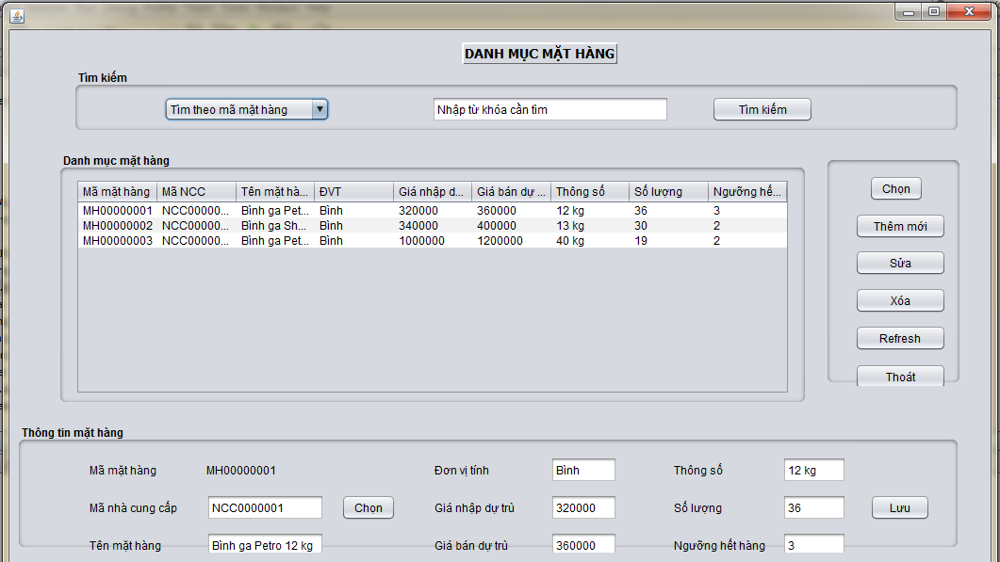 DANH MỤC MẶT HÀNG
Tìm kiếm
Tìm theo mã mặt hàng Nhập từ khóa cần tìm Tìm kiếm
Danh mục mặt hàng
Mã mặt hàng Mã NCC Tên mặt hà... ĐVT Giá nhập d... Giá bán dự ... Thông số Số lượng Ngưỡng hế...
MH00000001 NCC00000... Bình ga Pet... Bình 320000 360000 12 kg 36 3
MH00000002 NCC00000... Bình ga Sh... Bình 340000 400000 13 kg 30 2
MH00000003 NCC00000... Bình ga Pet... Bình 1000000 1200000 40 kg 19 2
Chọn
Thêm mới
Sửa
Xóa
Refresh
Thoát
Thông tin mặt hàng
Mã mặt hàng MH00000001 Đơn vị tính Bình Thông số 12 kg
Mã nhà cung cấp NCC0000001 Chọn Giá nhập dự trù 320000 Số lượng 36 Lưu
Tên mặt hàng Bình ga Petro 12 kg Giá bán dự trù 360000 Ngưỡng hết hàng 3